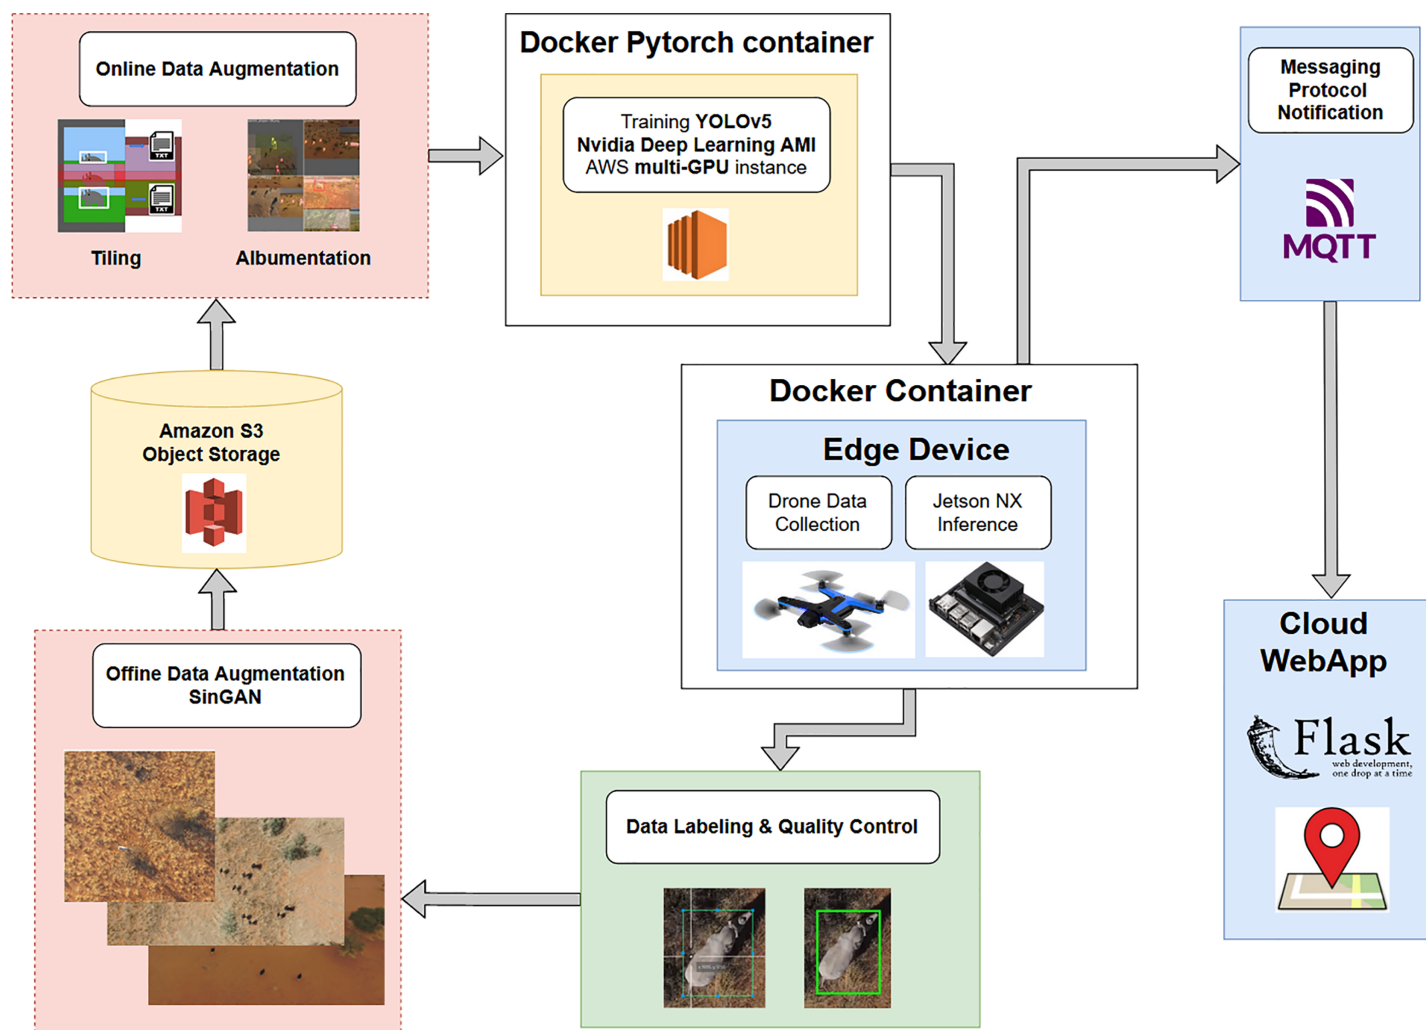 Online Data Augmentation
TXT
TXT
Tiling
Albumentation
Docker Pytorch container
Training YOLOv5
Nvidia Deep Learning AMI
AWS multi-GPU instance
Messaging
Protocol
Notification
MQTT
Amazon S3
Object Storage
Docker Container
Edge Device
Drone Data
Collection
Jetson NX
Inference
Offine Data Augmentation
SinGAN
Data Labeling & Quality Control
Cloud
WebApp
Flask
web development,
one drop at a time